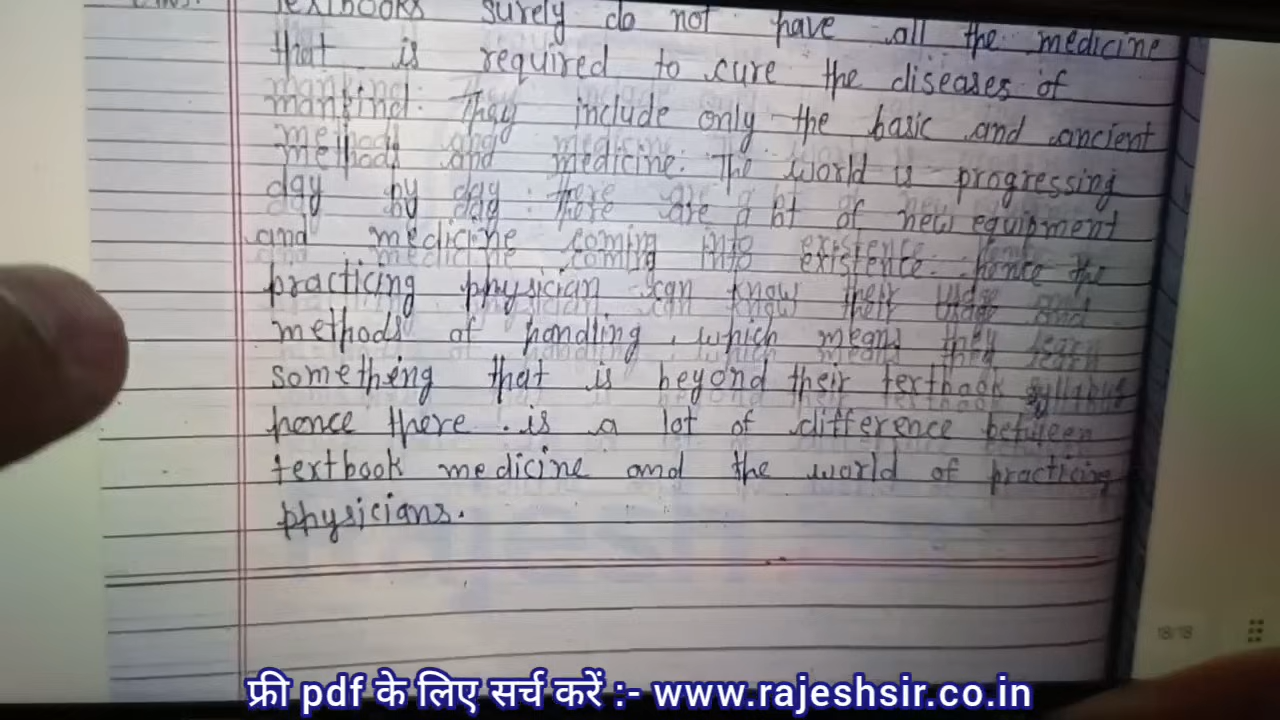 Textbooks surely do not have all the medicine
that is required to cure the diseases of
mankind. They include only the basic and ancient
methods and medicine. The world is progressing
day by day. there are a lot of new equipment
and medicine coming into existence. hence the
practicing physician can know their usage and
methods of handling, which means they learn
something that is beyond their textbook syllabus
hence there is a lot of difference between
textbook medicine and the world of practicing
physicians.
18/18
फ्री pdf के लिए सर्च करें :- www.rajeshsir.co.in